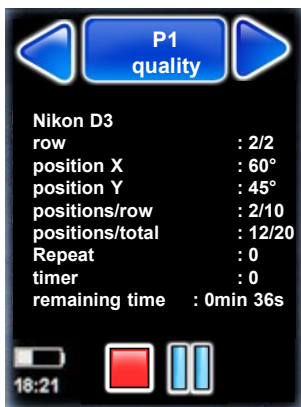 P1
quality
Nikon D3
row : 2/2
position X : 60°
position Y : 45°
positions/row : 2/10
positions/total : 12/20
Repeat : 0
timer : 0
remaining time : 0min 36s
18:21